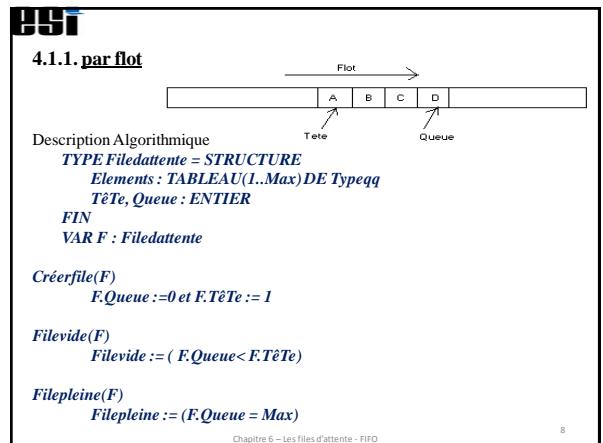 esi
4.1.1. par flot
Flot
A B C D
Tete Queue
Description Algorithmique
TYPE Filedattente = STRUCTURE
Elements : TABLEAU(1..Max) DE Typeqq
TêTe, Queue : ENTIER
FIN
VAR F : Filedattente
Créerfile(F)
F.Queue :=0 et F.TêTe := 1
Filevide(F)
Filevide := ( F.Queue< F.TêTe)
Filepleine(F)
Filepleine := (F.Queue = Max)
Chapitre 6 – Les files d'attente - FIFO
8